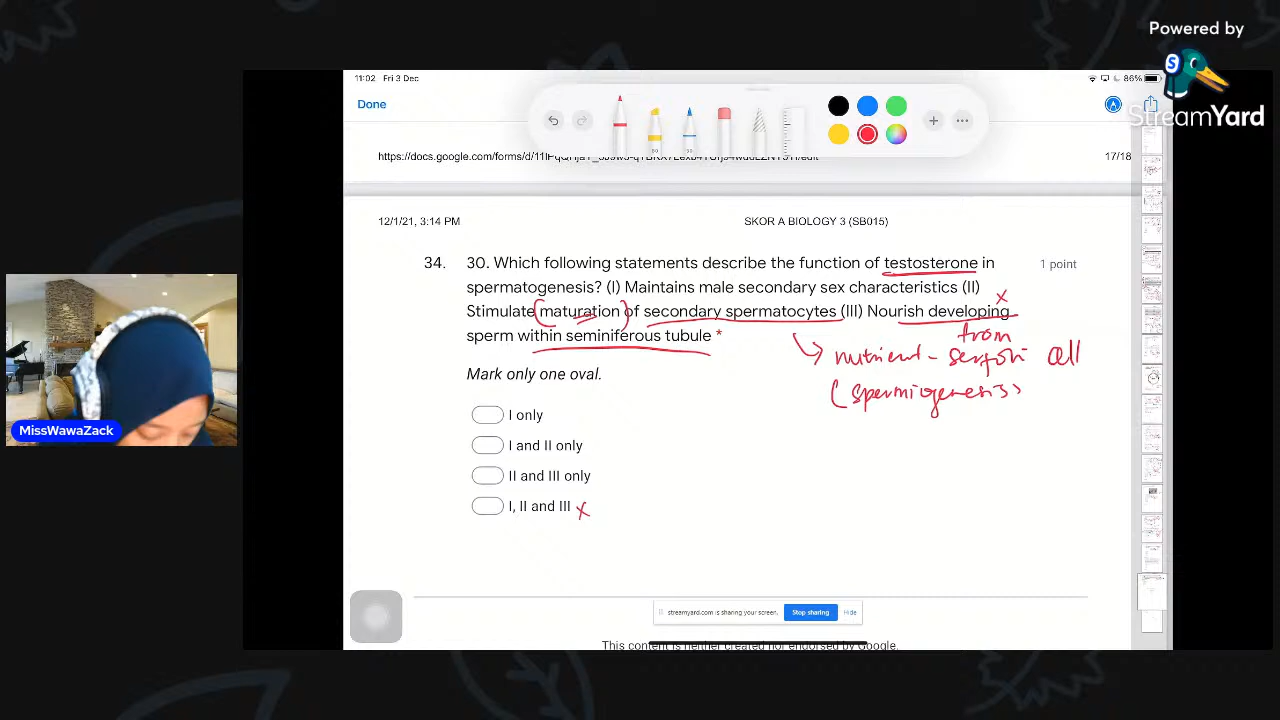 Powered by
StreamYard
11:02 Fri 3 Dec
86%
Done
17/18
12/1/21, 3:14 PM
SKOR A BIOLOGY 3 (SB015)
34.
30. Which following statements describe the function of testosterone in
1 point
spermatogenesis? (I) Maintains male secondary sex characteristics (II)
x
Stimulate (maturation) of secondary spermatocytes (III) Nourish developing
sperm within seminiferous tubule *
from
nutrient - sertoli cell
(spermiogenesis)
Mark only one oval.
I only
I and II only
II and III only
I, II and III x
MissWawaZack
streamyard.com is sharing your screen.
Stop sharing
Hide
This content is neither created nor endorsed by Google.